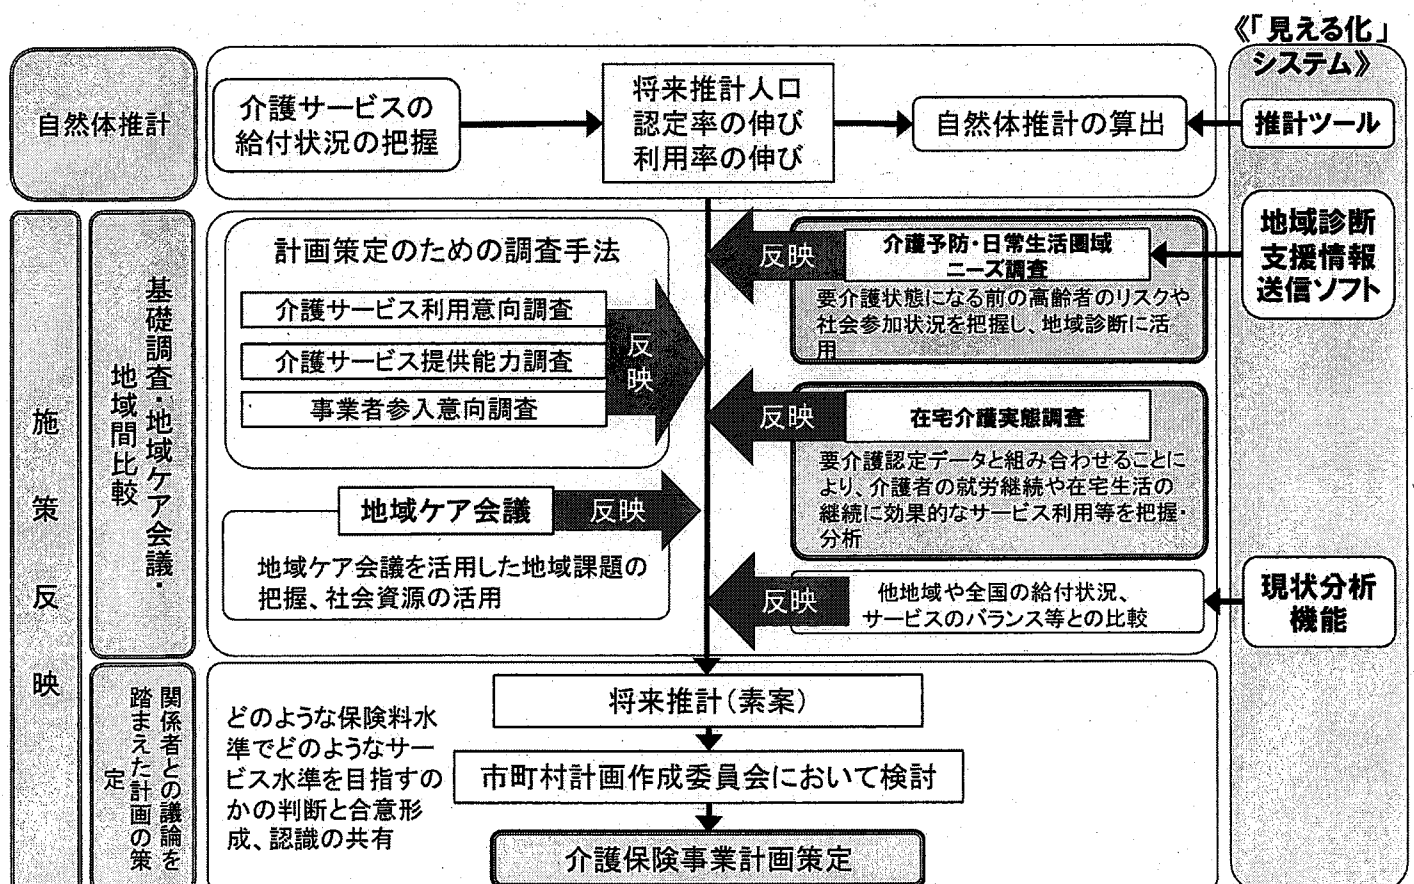 《「見える化」
システム》
自然体推計
介護サービスの
給付状況の把握
将来推計人口
認定率の伸び
利用率の伸び
自然体推計の算出
推計ツール
施策反映
基礎調査・地域ケア会議・
地域間比較
計画策定のための調査手法
介護サービス利用意向調査
介護サービス提供能力調査
事業者参入意向調査
反映
地域ケア会議
反映
地域ケア会議を活用した地域課題の
把握、社会資源の活用
反映
介護予防・日常生活圏域
ニーズ調査
要介護状態になる前の高齢者のリスクや
社会参加状況を把握し、地域診断に活
用
地域診断
支援情報
送信ソフト
反映
在宅介護実態調査
要介護認定データと組み合わせることに
より、介護者の就労継続や在宅生活の
継続に効果的なサービス利用等を把握・
分析
反映
他地域や全国の給付状況、
サービスのバランス等との比較
現状分析
機能
関係者との議論を
踏まえた計画の策
定
どのような保険料水
準でどのようなサー
ビス水準を目指すの
かの判断と合意形
成、認識の共有
将来推計(素案)
市町村計画作成委員会において検討
介護保険事業計画策定